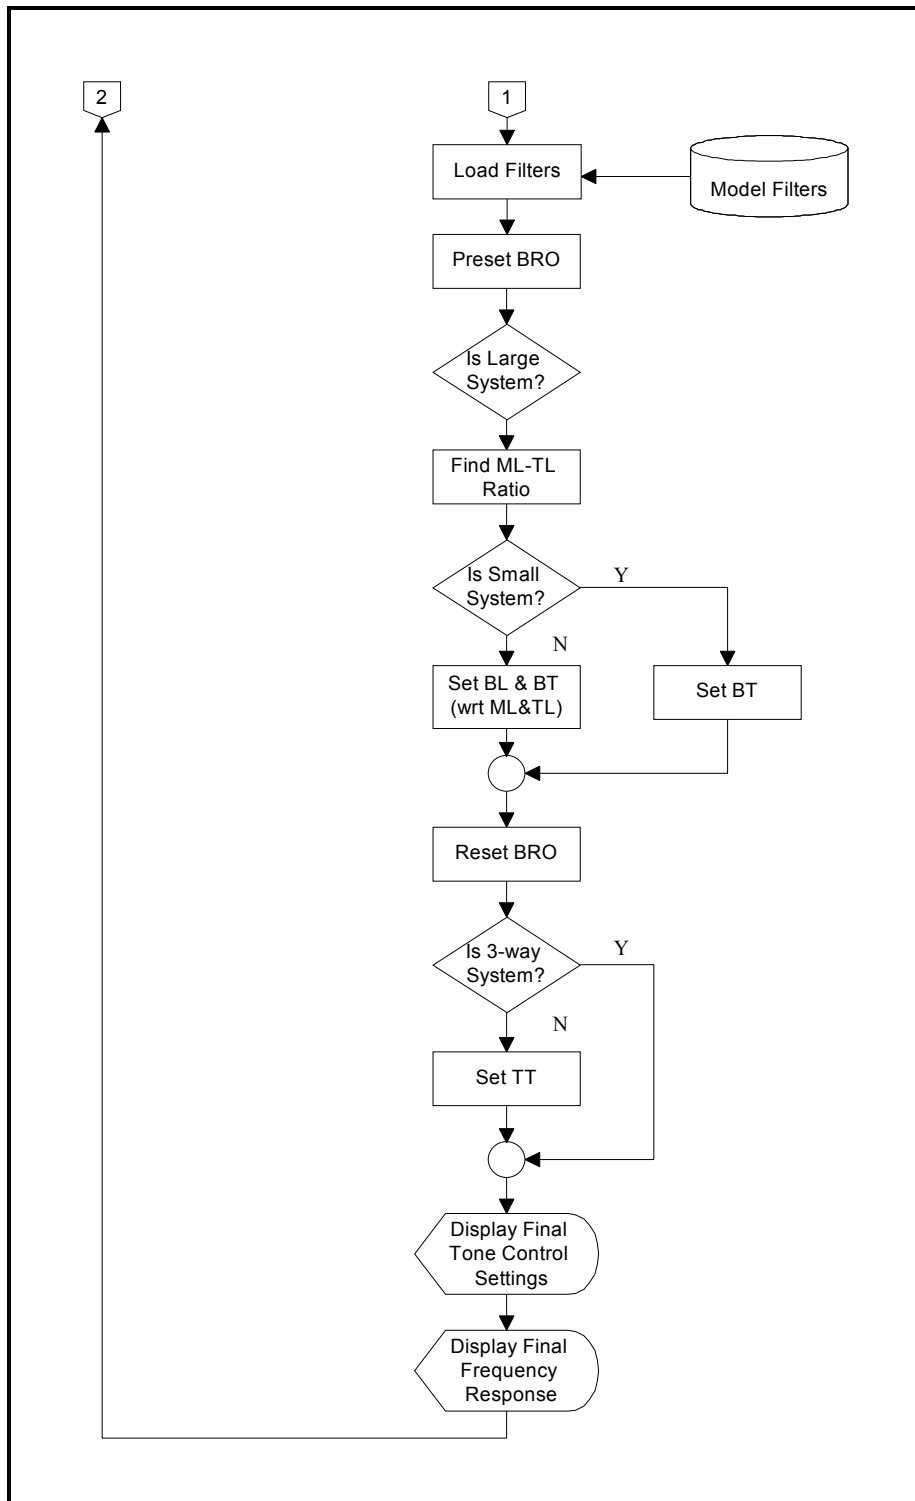 2
1
Load Filters
Model Filters
Preset BRO
Is Large
System?
Find ML-TL
Ratio
Is Small
System?
Y
N
Set BL & BT
(wrt ML&TL)
Set BT
Reset BRO
Is 3-way
System?
Y
N
Set TT
Display Final
Tone Control
Settings
Display Final
Frequency
Response